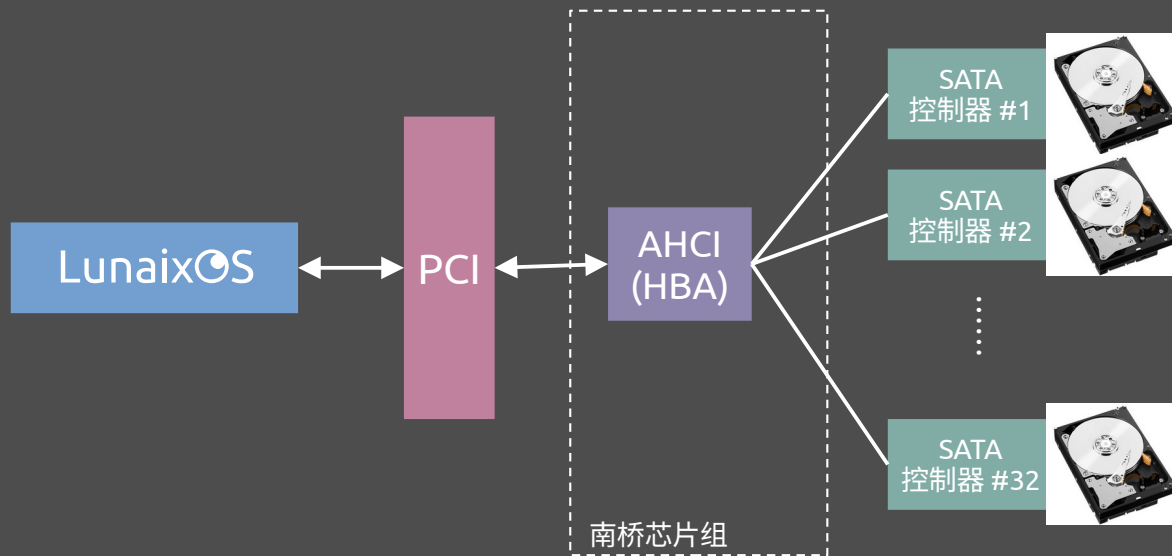 LunaixOS
PCI
AHCI
(HBA)
SATA
控制器 #1
SATA
控制器 #2
SATA
控制器 #32
南桥芯片组